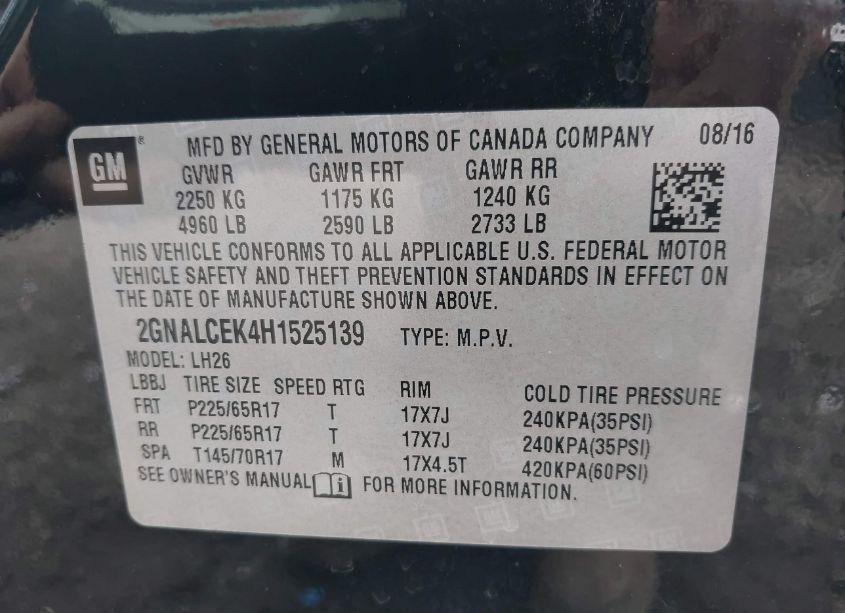 GM ® MFD BY GENERAL MOTORS OF CANADA COMPANY 08/16
GVWR GAWR FRT GAWR RR
2250 KG 1175 KG 1240 KG
4960 LB 2590 LB 2733 LB
THIS VEHICLE CONFORMS TO ALL APPLICABLE U.S. FEDERAL MOTOR
VEHICLE SAFETY AND THEFT PREVENTION STANDARDS IN EFFECT ON
THE DATE OF MANUFACTURE SHOWN ABOVE.
2GNALCEK4H1525139 TYPE: M.P.V.
MODEL: LH26
LBBJ TIRE SIZE SPEED RTG RIM COLD TIRE PRESSURE
FRT P225/65R17 T 17X7J 240KPA(35PSI)
RR P225/65R17 T 17X7J 240KPA(35PSI)
SPA T145/70R17 M 17X4.5T 420KPA(60PSI)
SEE OWNER'S MANUAL FOR MORE INFORMATION.